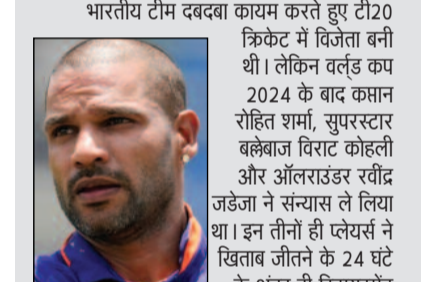 भारतीय टीम दबदबा कायम करते हुए टी20
क्रिकेट में विजेता बनी
थी। लेकिन वर्ल्ड कप
2024 के बाद कप्तान
रोहित शर्मा, सुपरस्टार
बल्लेबाज विराट कोहली
और ऑलराउंडर रवींद्र
जडेजा ने संन्यास ले लिया
था। इन तीनों ही प्लेयर्स ने
खिताब जीतने के 24 घंटे